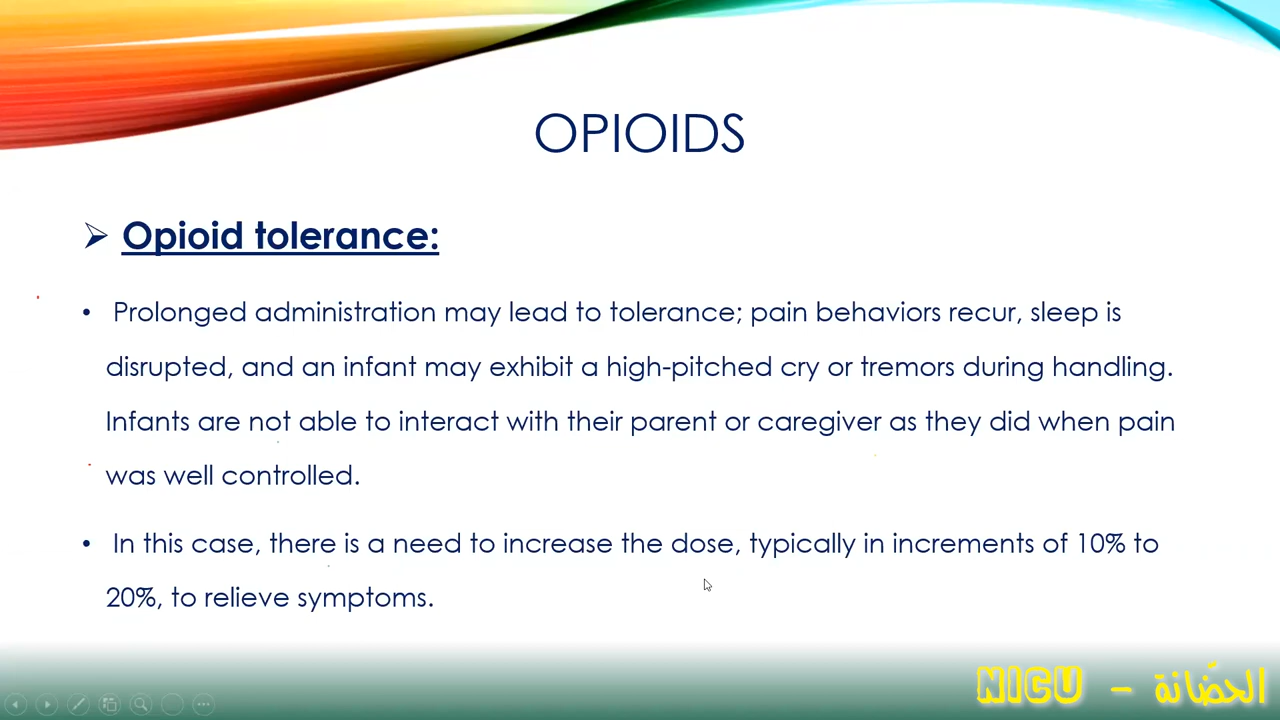 OPIOIDS
➢ Opioid tolerance:
• Prolonged administration may lead to tolerance; pain behaviors recur, sleep is
disrupted, and an infant may exhibit a high-pitched cry or tremors during handling.
Infants are not able to interact with their parent or caregiver as they did when pain
was well controlled.
• In this case, there is a need to increase the dose, typically in increments of 10% to
20%, to relieve symptoms.
NICU - الحضّانة